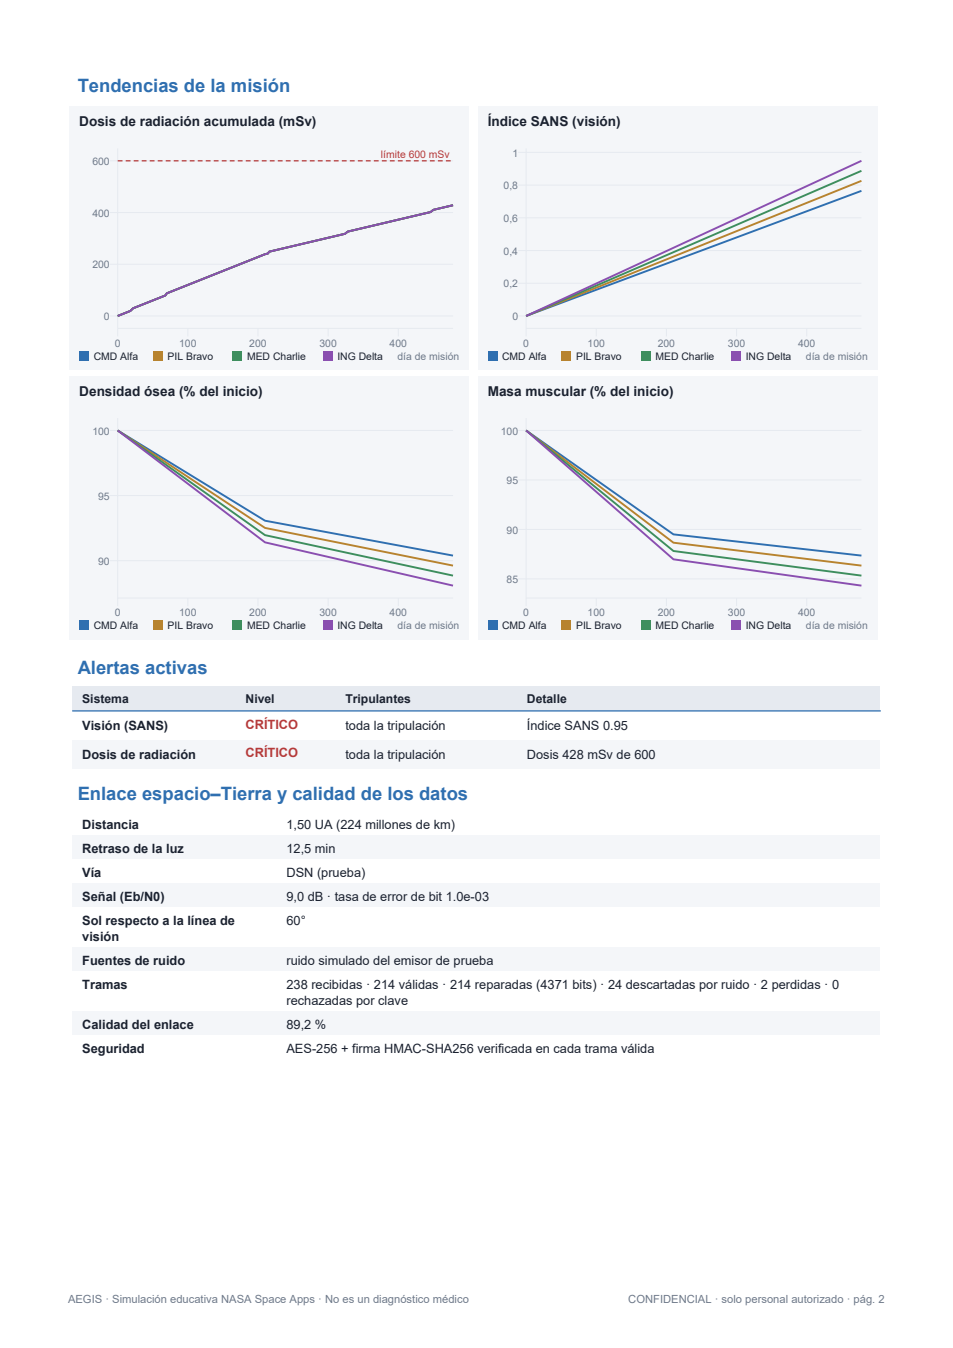 Tendencias de la misión
Dosis de radiación acumulada (mSv)
límite 600 mSv
600
400
200
0
0 100 200 300 400
CMD Alfa PIL Bravo MED Charlie ING Delta día de misión
Índice SANS (visión)
1
0,8
0,6
0,4
0,2
0
0 100 200 300 400
CMD Alfa PIL Bravo MED Charlie ING Delta día de misión
Densidad ósea (% del inicio)
100
95
90
0 100 200 300 400
CMD Alfa PIL Bravo MED Charlie ING Delta día de misión
Masa muscular (% del inicio)
100
95
90
85
0 100 200 300 400
CMD Alfa PIL Bravo MED Charlie ING Delta día de misión
Alertas activas
Sistema Nivel Tripulantes Detalle
Visión (SANS) CRÍTICO toda la tripulación Índice SANS 0.95
Dosis de radiación CRÍTICO toda la tripulación Dosis 428 mSv de 600
Enlace espacio–Tierra y calidad de los datos
Distancia 1,50 UA (224 millones de km)
Retraso de la luz 12,5 min
Vía DSN (prueba)
Señal (Eb/N0) 9,0 dB · tasa de error de bit 1.0e-03
Sol respecto a la línea de 60°
visión
Fuentes de ruido ruido simulado del emisor de prueba
Tramas 238 recibidas · 214 válidas · 214 reparadas (4371 bits) · 24 descartadas por ruido · 2 perdidas · 0
rechazadas por clave
Calidad del enlace 89,2 %
Seguridad AES-256 + firma HMAC-SHA256 verificada en cada trama válida
AEGIS · Simulación educativa NASA Space Apps · No es un diagnóstico médico CONFIDENCIAL · solo personal autorizado · pág. 2